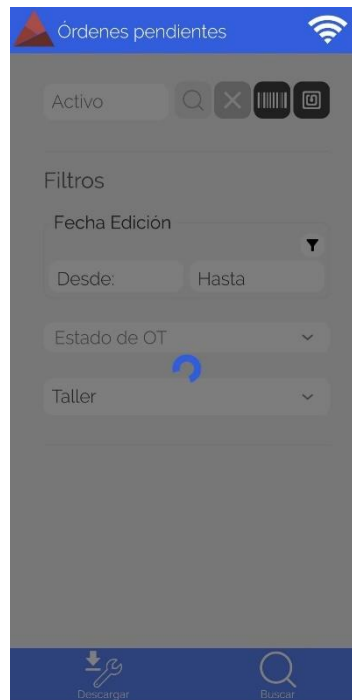 Órdenes pendientes
Activo
Filtros
Fecha Edición
Desde: Hasta
Estado de OT
Taller
Descargar Buscar